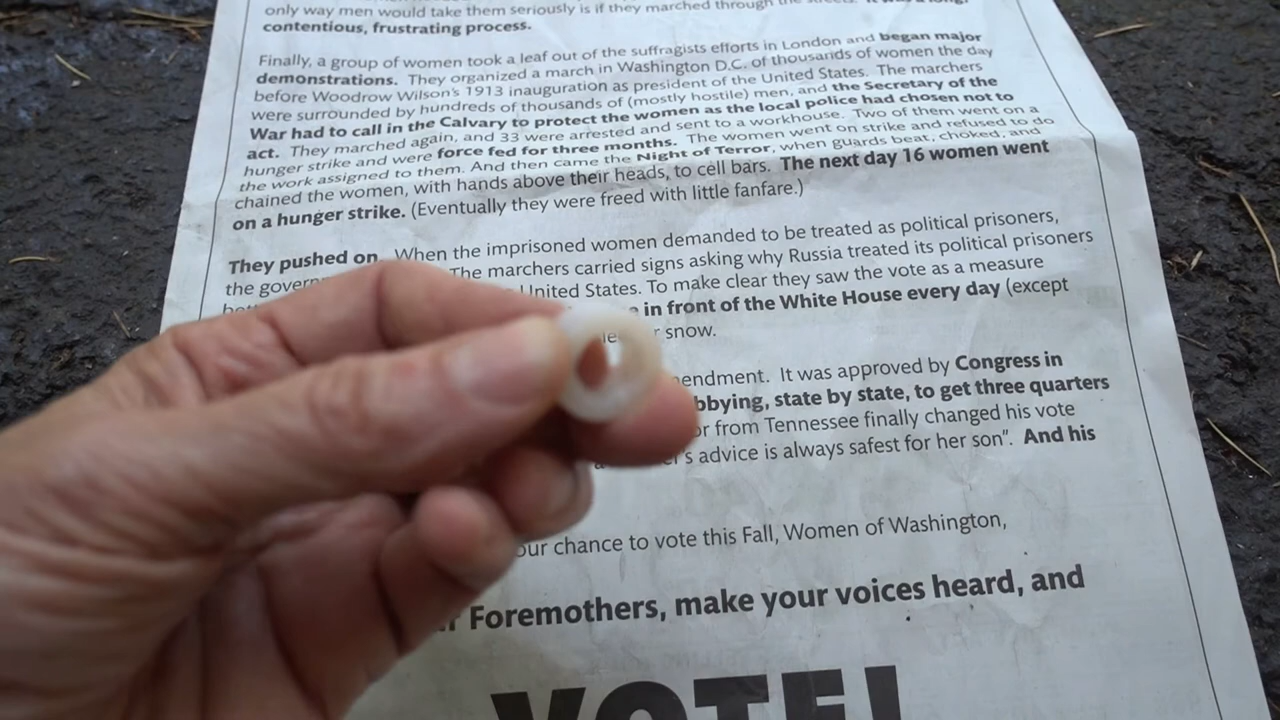 only way men would take them seriously is if they marched through the streets. It was a long,
contentious, frustrating process.
Finally, a group of women took a leaf out of the suffragists efforts in London and began major
demonstrations. They organized a march in Washington D.C. of thousands of women the day
before Woodrow Wilson's 1913 inauguration as president of the United States. The marchers
were surrounded by hundreds of thousands of (mostly hostile) men, and the Secretary of the
War had to call in the Calvary to protect the women as the local police had chosen not to
act. They marched again, and 33 were arrested and sent to a workhouse. Two of them went on a
hunger strike and were force fed for three months. The women went on strike and refused to do
the work assigned to them. And then came the Night of Terror, when guards beat, choked, and
chained the women, with hands above their heads, to cell bars. The next day 16 women went
on a hunger strike. (Eventually they were freed with little fanfare.)
They pushed on. When the imprisoned women demanded to be treated as political prisoners,
the The marchers carried signs asking why Russia treated its political prisoners
United States. To make clear they saw the vote as a measure
in front of the White House every day (except
snow.
It was approved by Congress in
state by state, to get three quarters
from Tennessee finally changed his vote
advice is always safest for her son”. And his
chance to vote this Fall, Women of Washington,
Foremothers, make your voices heard, and
VOTE!